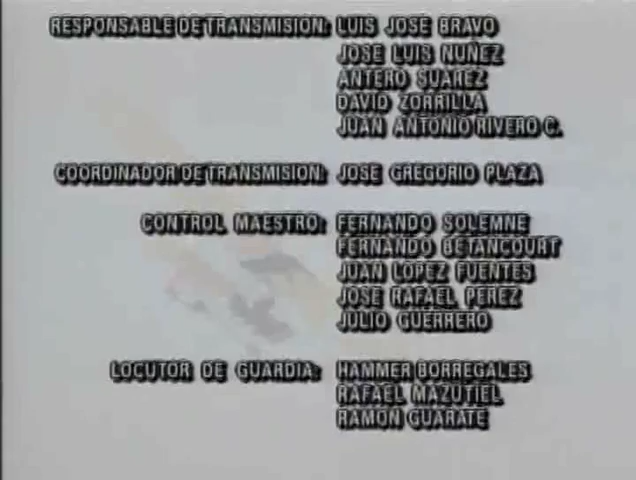 RESPONSABLE DE TRANSMISION: LUIS JOSE BRAVO
JOSE LUIS NUÑEZ
ANTERO SUAREZ
DAVID ZORRILLA
JUAN ANTONIO RIVERO C.
COORDINADOR DE TRANSMISION: JOSE GREGORIO PLAZA
CONTROL MAESTRO: FERNANDO SOLEMNE
FERNANDO BETANCOURT
JUAN LOPEZ FUENTES
JOSE RAFAEL PEREZ
JULIO GUERRERO
LOCUTOR DE GUARDIA: HAMMER BORREGALES
RAFAEL MAZUTIEL
RAMON GUARATE